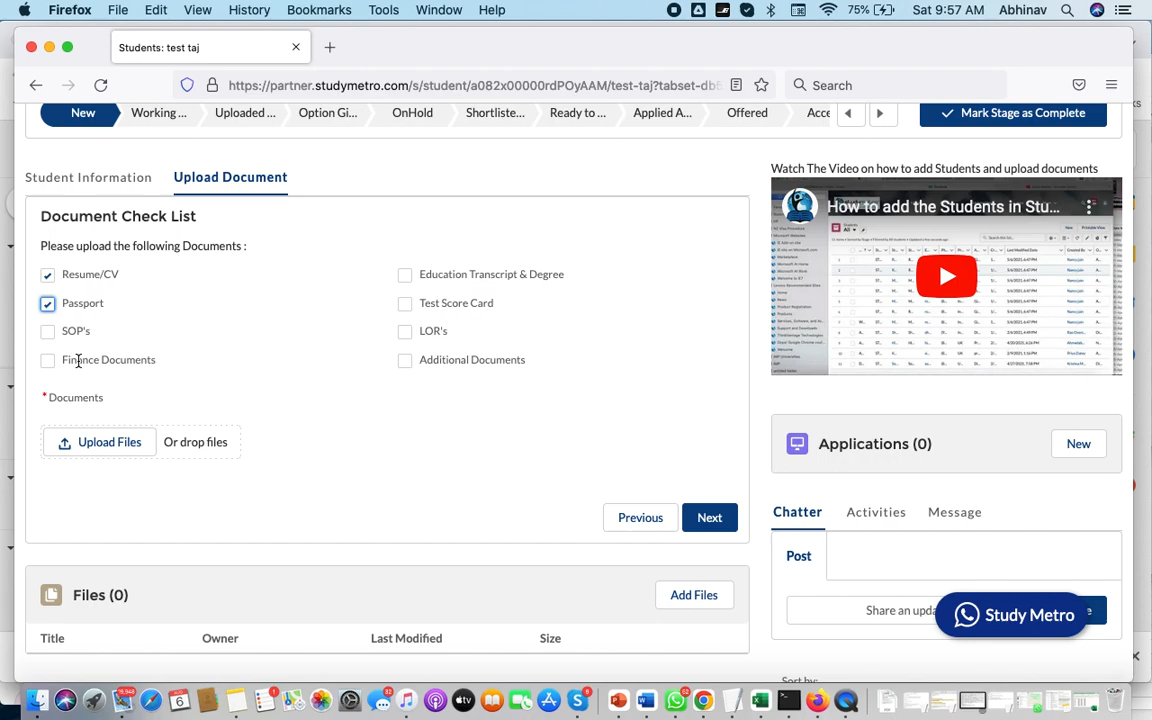 Firefox File Edit View History Bookmarks Tools Window Help 75% Sat 9:57 AM Abhinav
Students: test taj
https://partner.studymetro.com/s/student/a082x00000rdPOyAAM/test-taj?tabset-db5 Search
New Working ... Uploaded ... Option Gi... OnHold Shortliste... Ready to ... Applied A... Offered Acce Mark Stage as Complete
Student Information Upload Document
Watch The Video on how to add Students and upload documents
How to add the Students in Stu...
Document Check List
Please upload the following Documents :
Resume/CV Education Transcript & Degree
Passport Test Score Card
SOP's LOR's
Finance Documents Additional Documents
*Documents
Upload Files Or drop files
Applications (0) New
Previous Next
Chatter Activities Message
Post
Files (0) Add Files
Share an upda
Study Metro
Title Owner Last Modified Size
Sort by: